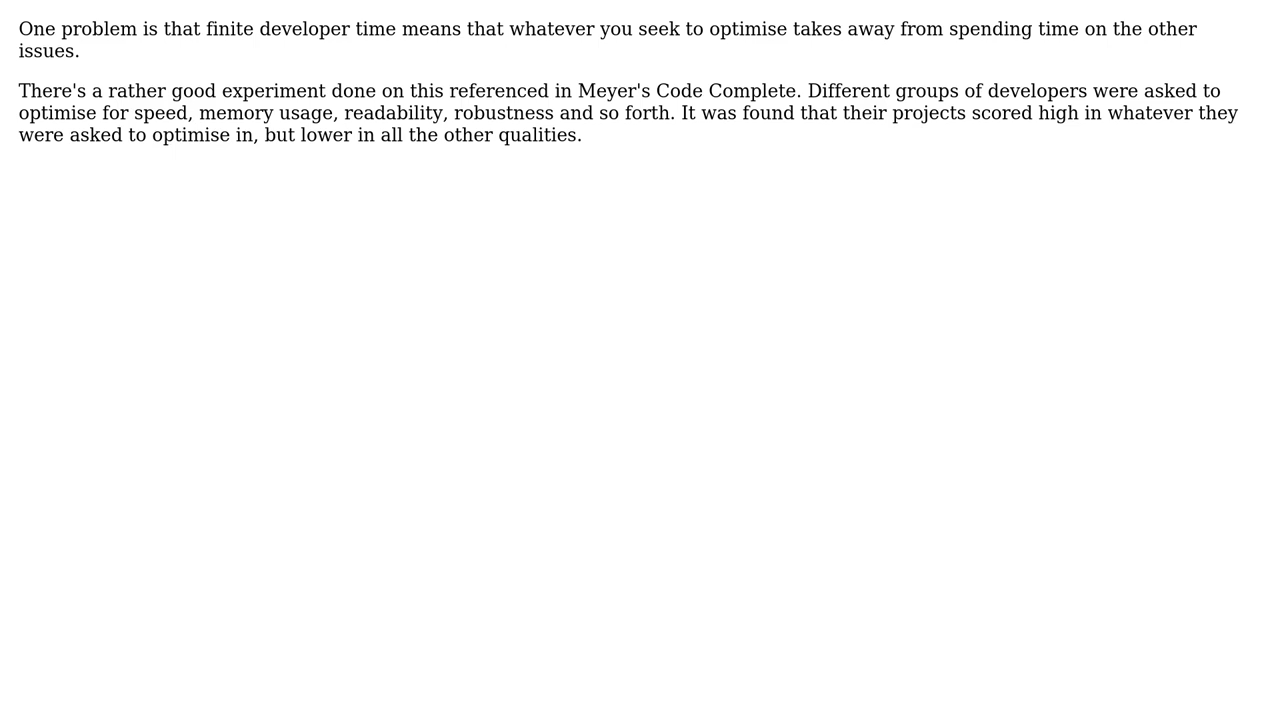 One problem is that finite developer time means that whatever you seek to optimise takes away from spending time on the other
issues.
There's a rather good experiment done on this referenced in Meyer's Code Complete. Different groups of developers were asked to
optimise for speed, memory usage, readability, robustness and so forth. It was found that their projects scored high in whatever they
were asked to optimise in, but lower in all the other qualities.